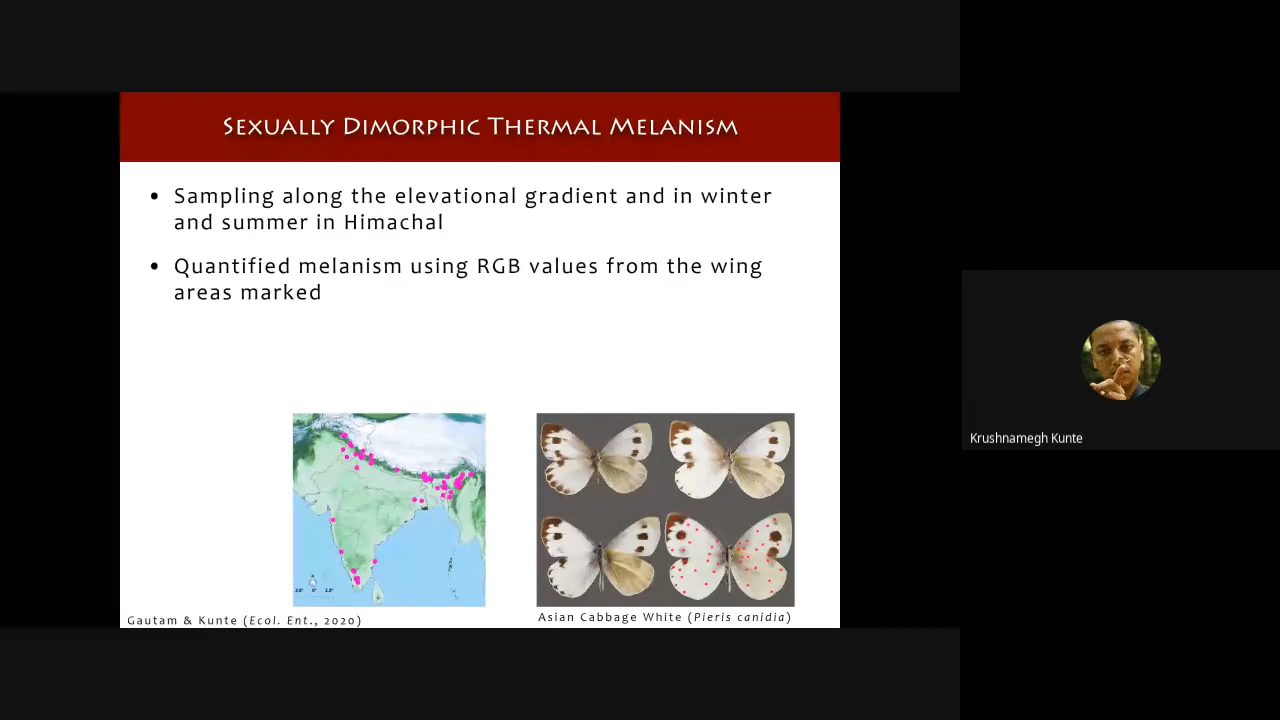 Sexually Dimorphic Thermal Melanism
• Sampling along the elevational gradient and in winter
and summer in Himachal
• Quantified melanism using RGB values from the wing
areas marked
Gautam & Kunte (Ecol. Ent., 2020)
Asian Cabbage White (Pieris canidia)
Krushnamegh Kunte